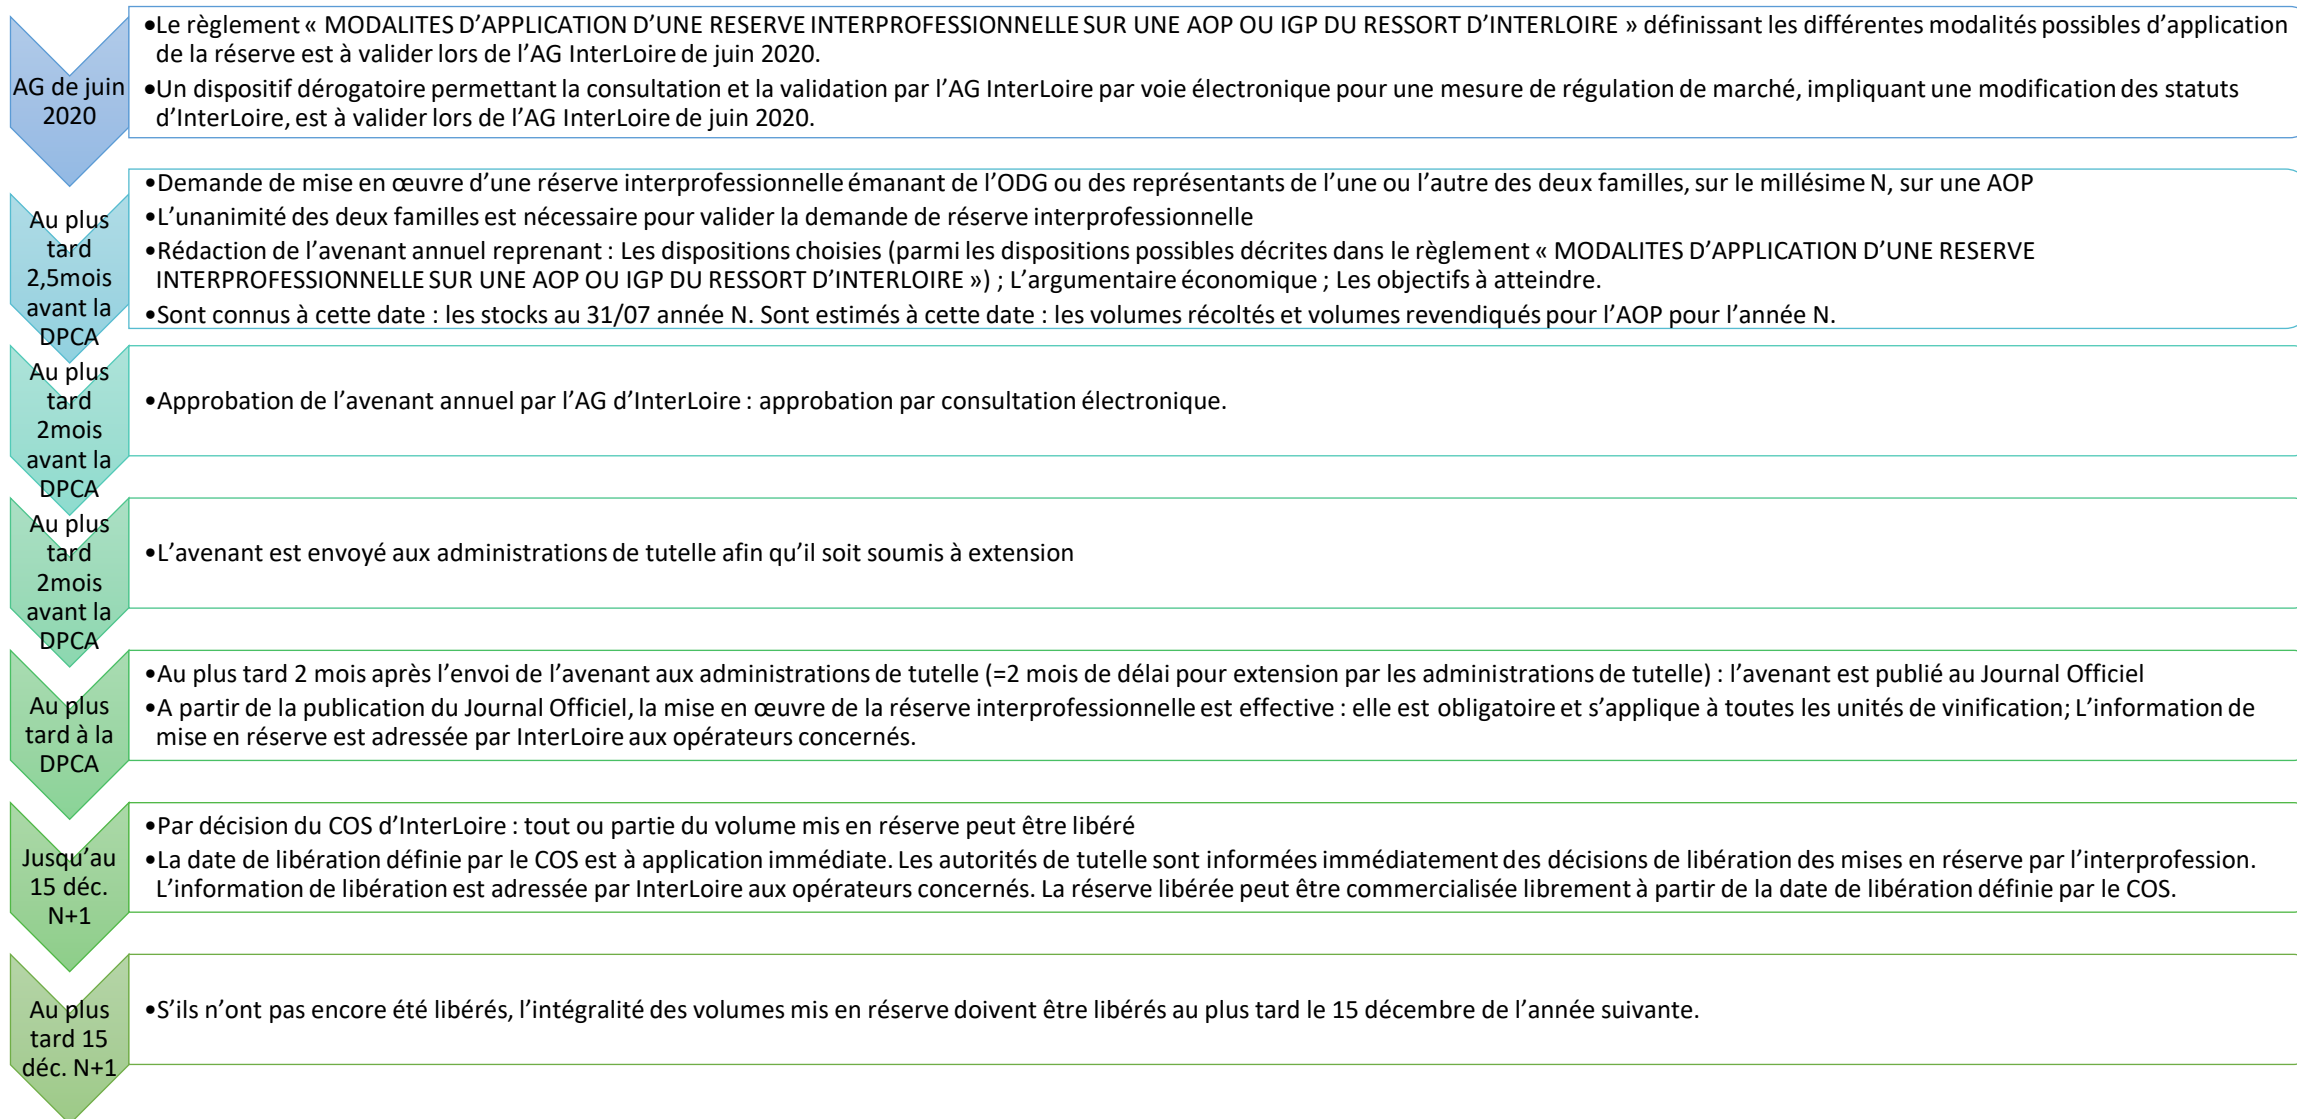 AG de juin
2020
•Le règlement « MODALITES D’APPLICATION D’UNE RESERVE INTERPROFESSIONNELLE SUR UNE AOP OU IGP DU RESSORT D’INTERLOIRE » définissant les différentes modalités possibles d’application
de la réserve est à valider lors de l’AG InterLoire de juin 2020.
•Un dispositif dérogatoire permettant la consultation et la validation par l’AG InterLoire par voie électronique pour une mesure de régulation de marché, impliquant une modification des statuts
d’InterLoire, est à valider lors de l’AG InterLoire de juin 2020.
Au plus
tard
2,5mois
avant la
DPCA
•Demande de mise en œuvre d’une réserve interprofessionnelle émanant de l’ODG ou des représentants de l’une ou l’autre des deux familles, sur le millésime N, sur une AOP
•L’unanimité des deux familles est nécessaire pour valider la demande de réserve interprofessionnelle
•Rédaction de l’avenant annuel reprenant : Les dispositions choisies (parmi les dispositions possibles décrites dans le règlement « MODALITES D’APPLICATION D’UNE RESERVE
INTERPROFESSIONNELLE SUR UNE AOP OU IGP DU RESSORT D’INTERLOIRE ») ; L’argumentaire économique ; Les objectifs à atteindre.
•Sont connus à cette date : les stocks au 31/07 année N. Sont estimés à cette date : les volumes récoltés et volumes revendiqués pour l’AOP pour l’année N.
Au plus
tard
2mois
avant la
DPCA
•Approbation de l’avenant annuel par l’AG d’InterLoire : approbation par consultation électronique.
Au plus
tard
2mois
avant la
DPCA
•L’avenant est envoyé aux administrations de tutelle afin qu’il soit soumis à extension
Au plus
tard à la
DPCA
•Au plus tard 2 mois après l’envoi de l’avenant aux administrations de tutelle (=2 mois de délai pour extension par les administrations de tutelle) : l’avenant est publié au Journal Officiel
•A partir de la publication du Journal Officiel, la mise en œuvre de la réserve interprofessionnelle est effective : elle est obligatoire et s’applique à toutes les unités de vinification; L’information de
mise en réserve est adressée par InterLoire aux opérateurs concernés.
Jusqu’au
15 déc.
N+1
•Par décision du COS d’InterLoire : tout ou partie du volume mis en réserve peut être libéré
•La date de libération définie par le COS est à application immédiate. Les autorités de tutelle sont informées immédiatement des décisions de libération des mises en réserve par l’interprofession.
L’information de libération est adressée par InterLoire aux opérateurs concernés. La réserve libérée peut être commercialisée librement à partir de la date de libération définie par le COS.
Au plus
tard 15
déc. N+1
•S’ils n’ont pas encore été libérés, l’intégralité des volumes mis en réserve doivent être libérés au plus tard le 15 décembre de l’année suivante.